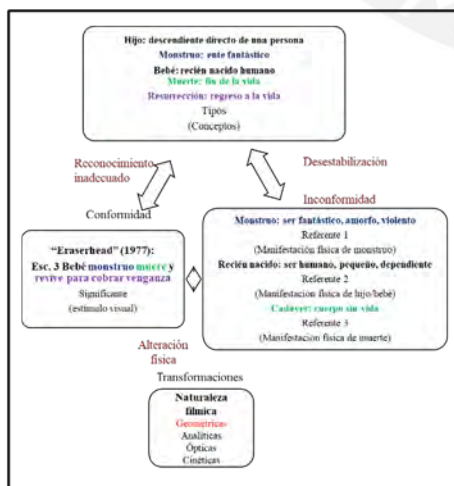 Hijo: descendiente directo de una persona
Monstruo: ente fantástico
Bebé: recién nacido humano
Muerte: fin de la vida
Resurrección: regreso a la vida
Tipos
(Conceptos)
Reconocimiento
inadecuado
Desestabilización
Conformidad
Inconformidad
"Eraserhead" (1977):
Esc. 3 Bebé monstruo muere y
revive para cobrar venganza
Significante
(estímulo visual)
Monstruo: ser fantástico, amorfo, violento
Referente 1
(Manifestación física de monstruo)
Recién nacido: ser humano, pequeño, dependiente
Referente 2
(Manifestación física de hijo/bebé)
Cadáver: cuerpo sin vida
Referente 3
(Manifestación física de muerte)
Alteración
física
Transformaciones
Naturaleza
fílmica
Geométricas
Analíticas
Ópticas
Cinéticas